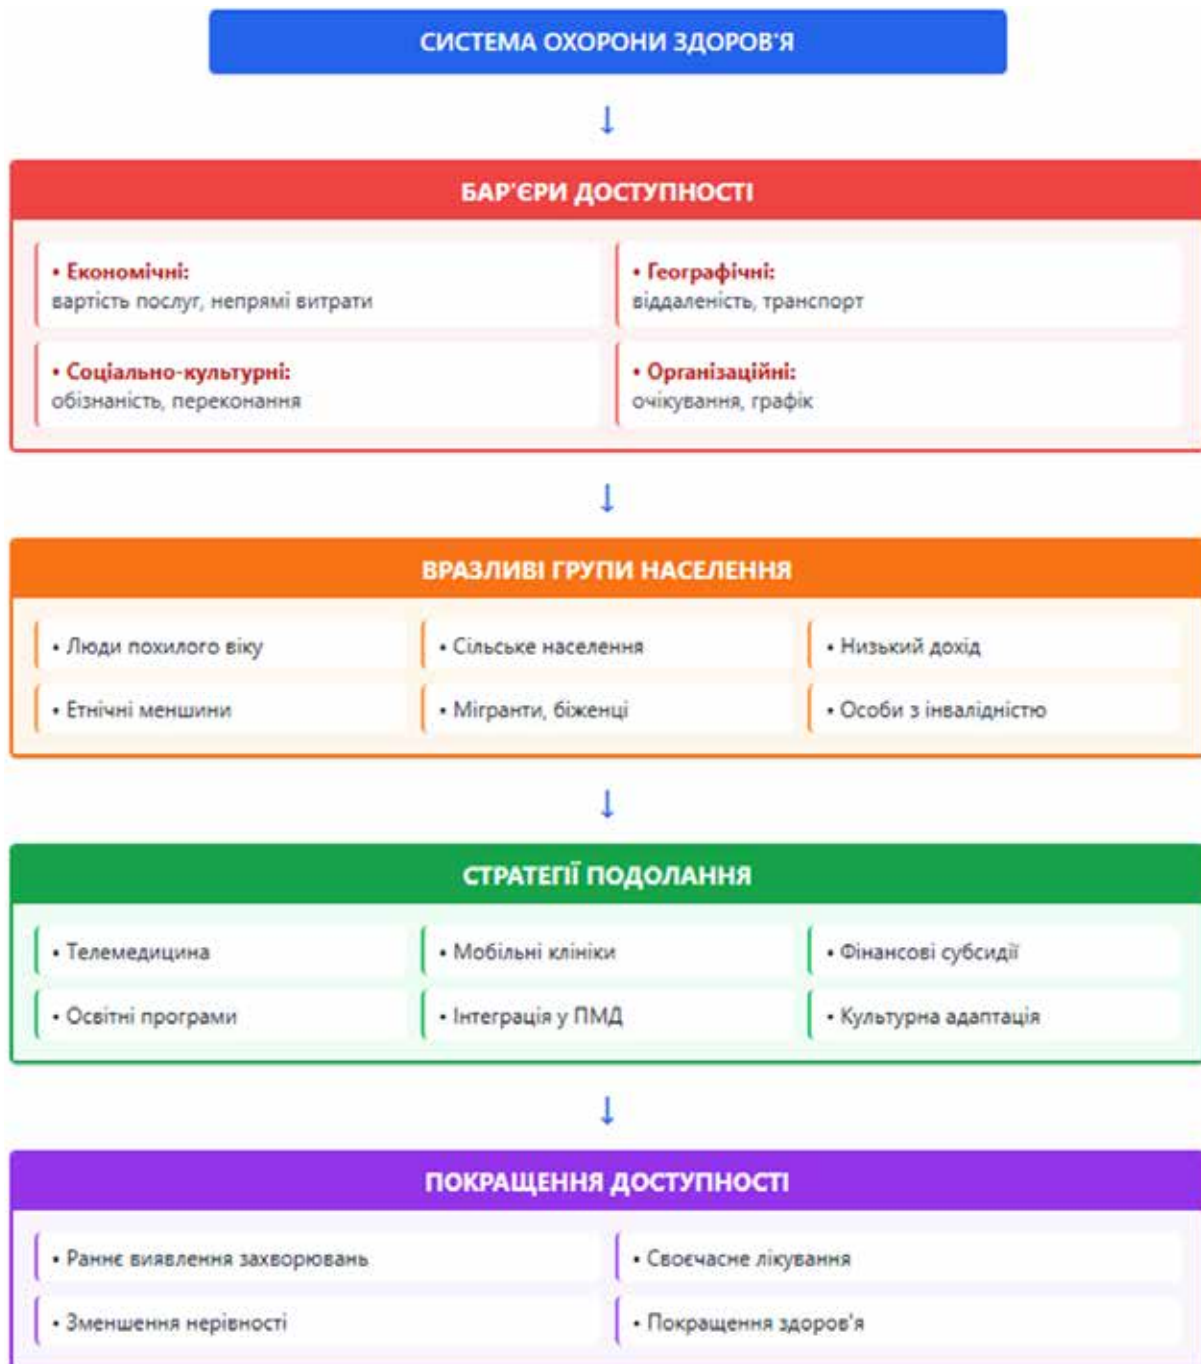 СИСТЕМА ОХОРОНИ ЗДОРОВ'Я
↓
БАР'ЄРИ ДОСТУПНОСТІ
• Економічні:
вартість послуг, непрямі витрати
• Географічні:
віддаленість, транспорт
• Соціально-культурні:
обізнаність, переконання
• Організаційні:
очікування, графік
↓
ВРАЗЛИВІ ГРУПИ НАСЕЛЕННЯ
• Люди похилого віку
• Сільське населення
• Низький дохід
• Етнічні меншини
• Мігранти, біженці
• Особи з інвалідністю
↓
СТРАТЕГІЇ ПОДОЛАННЯ
• Телемедицина
• Мобільні клініки
• Фінансові субсидії
• Освітні програми
• Інтеграція у ПМД
• Культурна адаптація
↓
ПОКРАЩЕННЯ ДОСТУПНОСТІ
• Раннє виявлення захворювань
• Своєчасне лікування
• Зменшення нерівності
• Покращення здоров'я